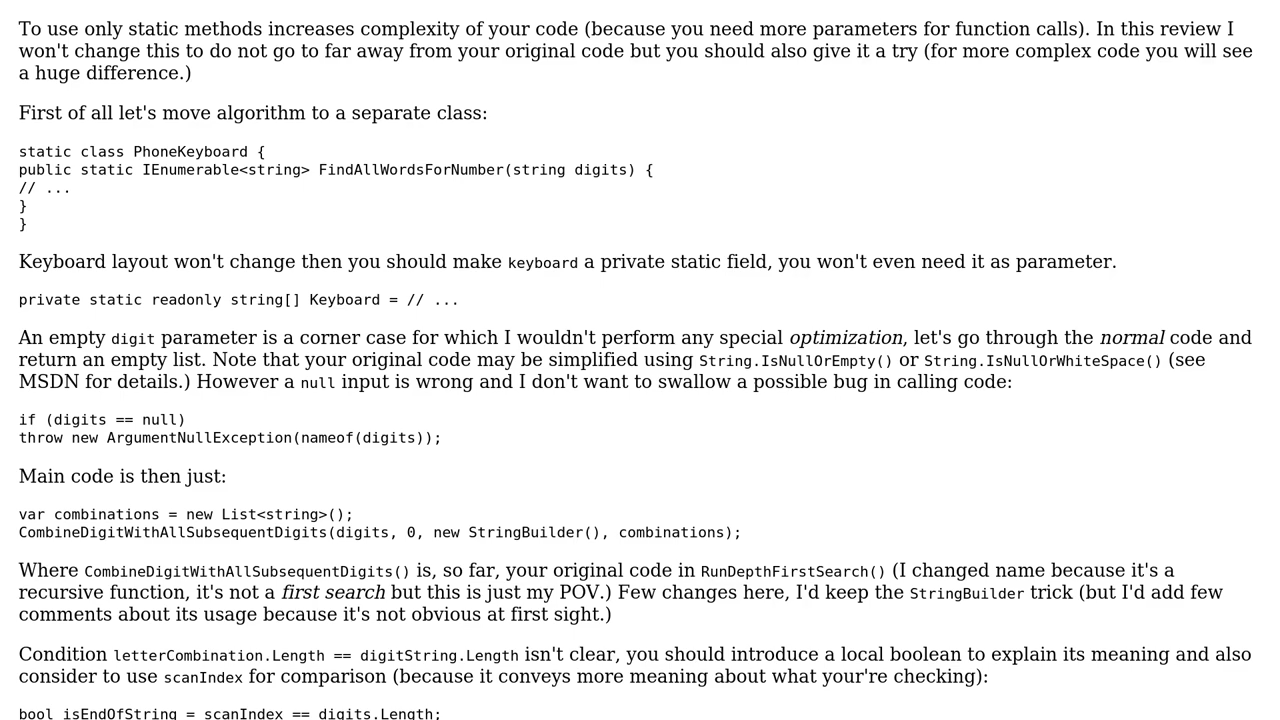 To use only static methods increases complexity of your code (because you need more parameters for function calls). In this review I
won't change this to do not go to far away from your original code but you should also give it a try (for more complex code you will see
a huge difference.)
First of all let's move algorithm to a separate class:
static class PhoneKeyboard {
public static IEnumerable<string> FindAllWordsForNumber(string digits) {
// ...
}
}
Keyboard layout won't change then you should make keyboard a private static field, you won't even need it as parameter.
private static readonly string[] Keyboard = // ...
An empty digit parameter is a corner case for which I wouldn't perform any special optimization, let's go through the normal code and
return an empty list. Note that your original code may be simplified using String.IsNullOrEmpty() or String.IsNullOrWhiteSpace() (see
MSDN for details.) However a null input is wrong and I don't want to swallow a possible bug in calling code:
if (digits == null)
throw new ArgumentNullException(nameof(digits));
Main code is then just:
var combinations = new List<string>();
CombineDigitWithAllSubsequentDigits(digits, 0, new StringBuilder(), combinations);
Where CombineDigitWithAllSubsequentDigits() is, so far, your original code in RunDepthFirstSearch() (I changed name because it's a
recursive function, it's not a first search but this is just my POV.) Few changes here, I'd keep the StringBuilder trick (but I'd add few
comments about its usage because it's not obvious at first sight.)
Condition letterCombination.Length == digitString.Length isn't clear, you should introduce a local boolean to explain its meaning and also
consider to use scanIndex for comparison (because it conveys more meaning about what your're checking):
bool isEndOfString = scanIndex == digits.Length;